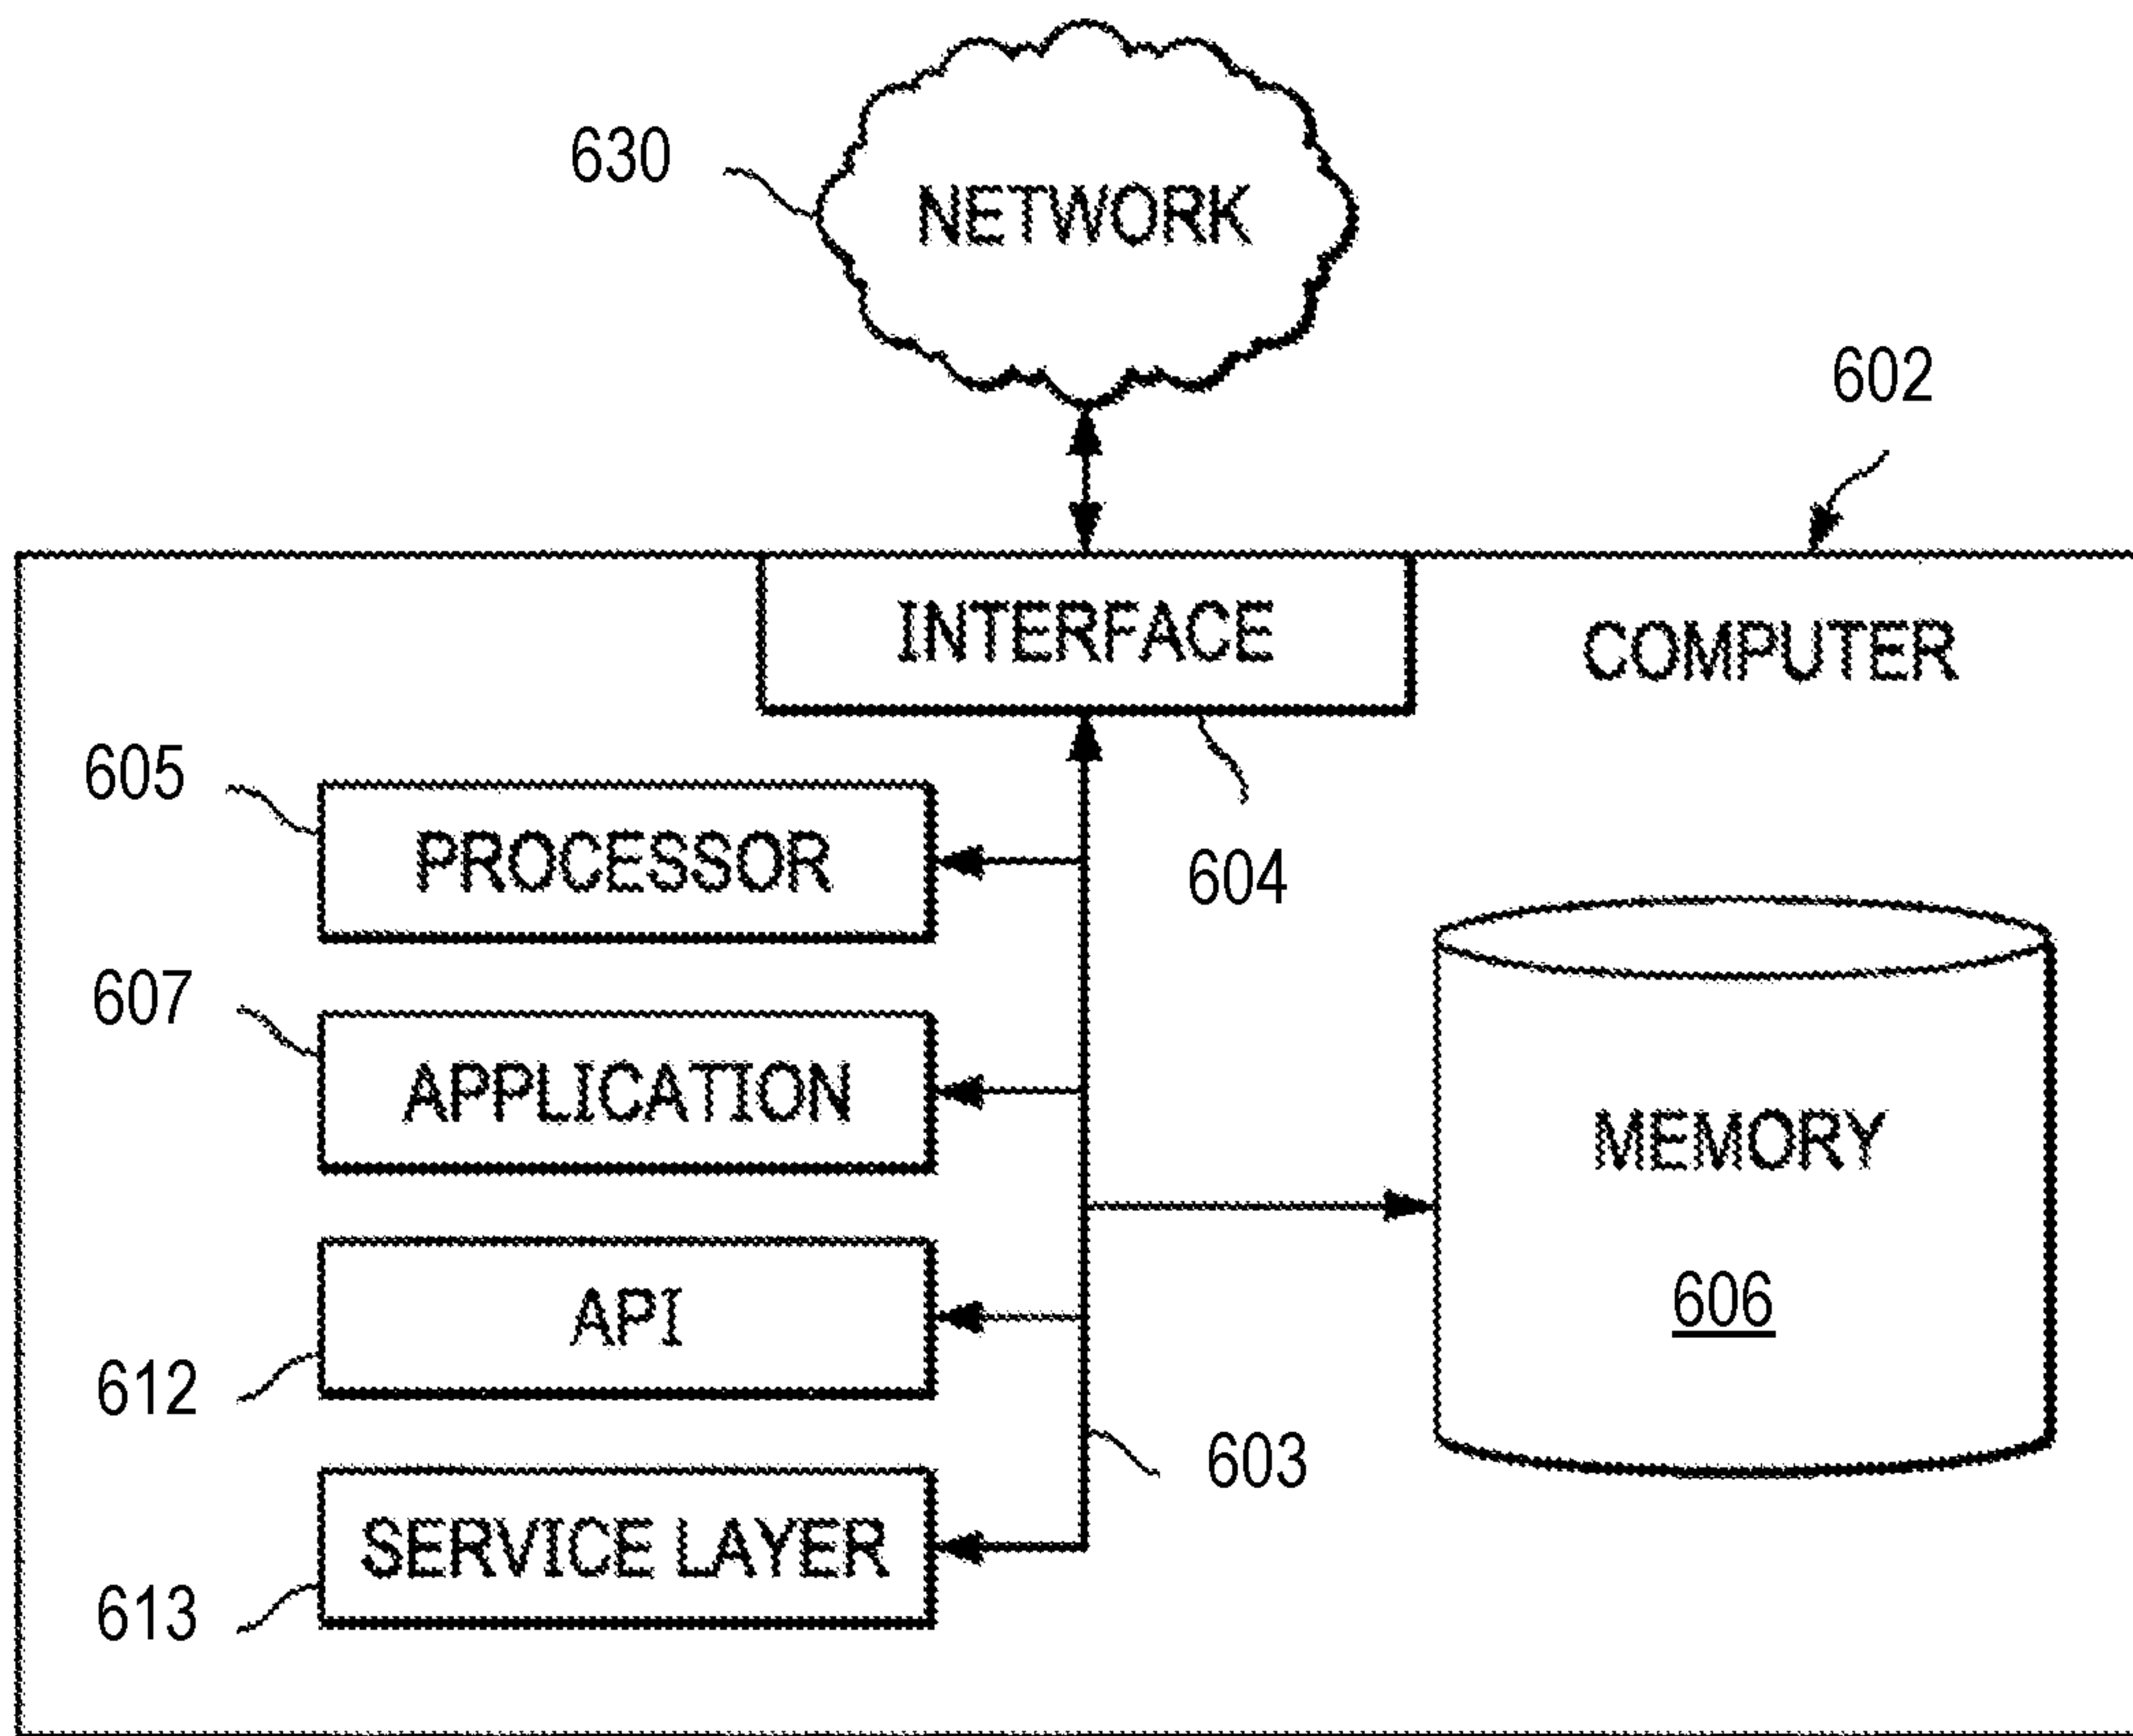 630
NETWORK
602
INTERFACE
COMPUTER
605
PROCESSOR
604
607
APPLICATION
MEMORY
606
API
612
603
SERVICE LAYER
613